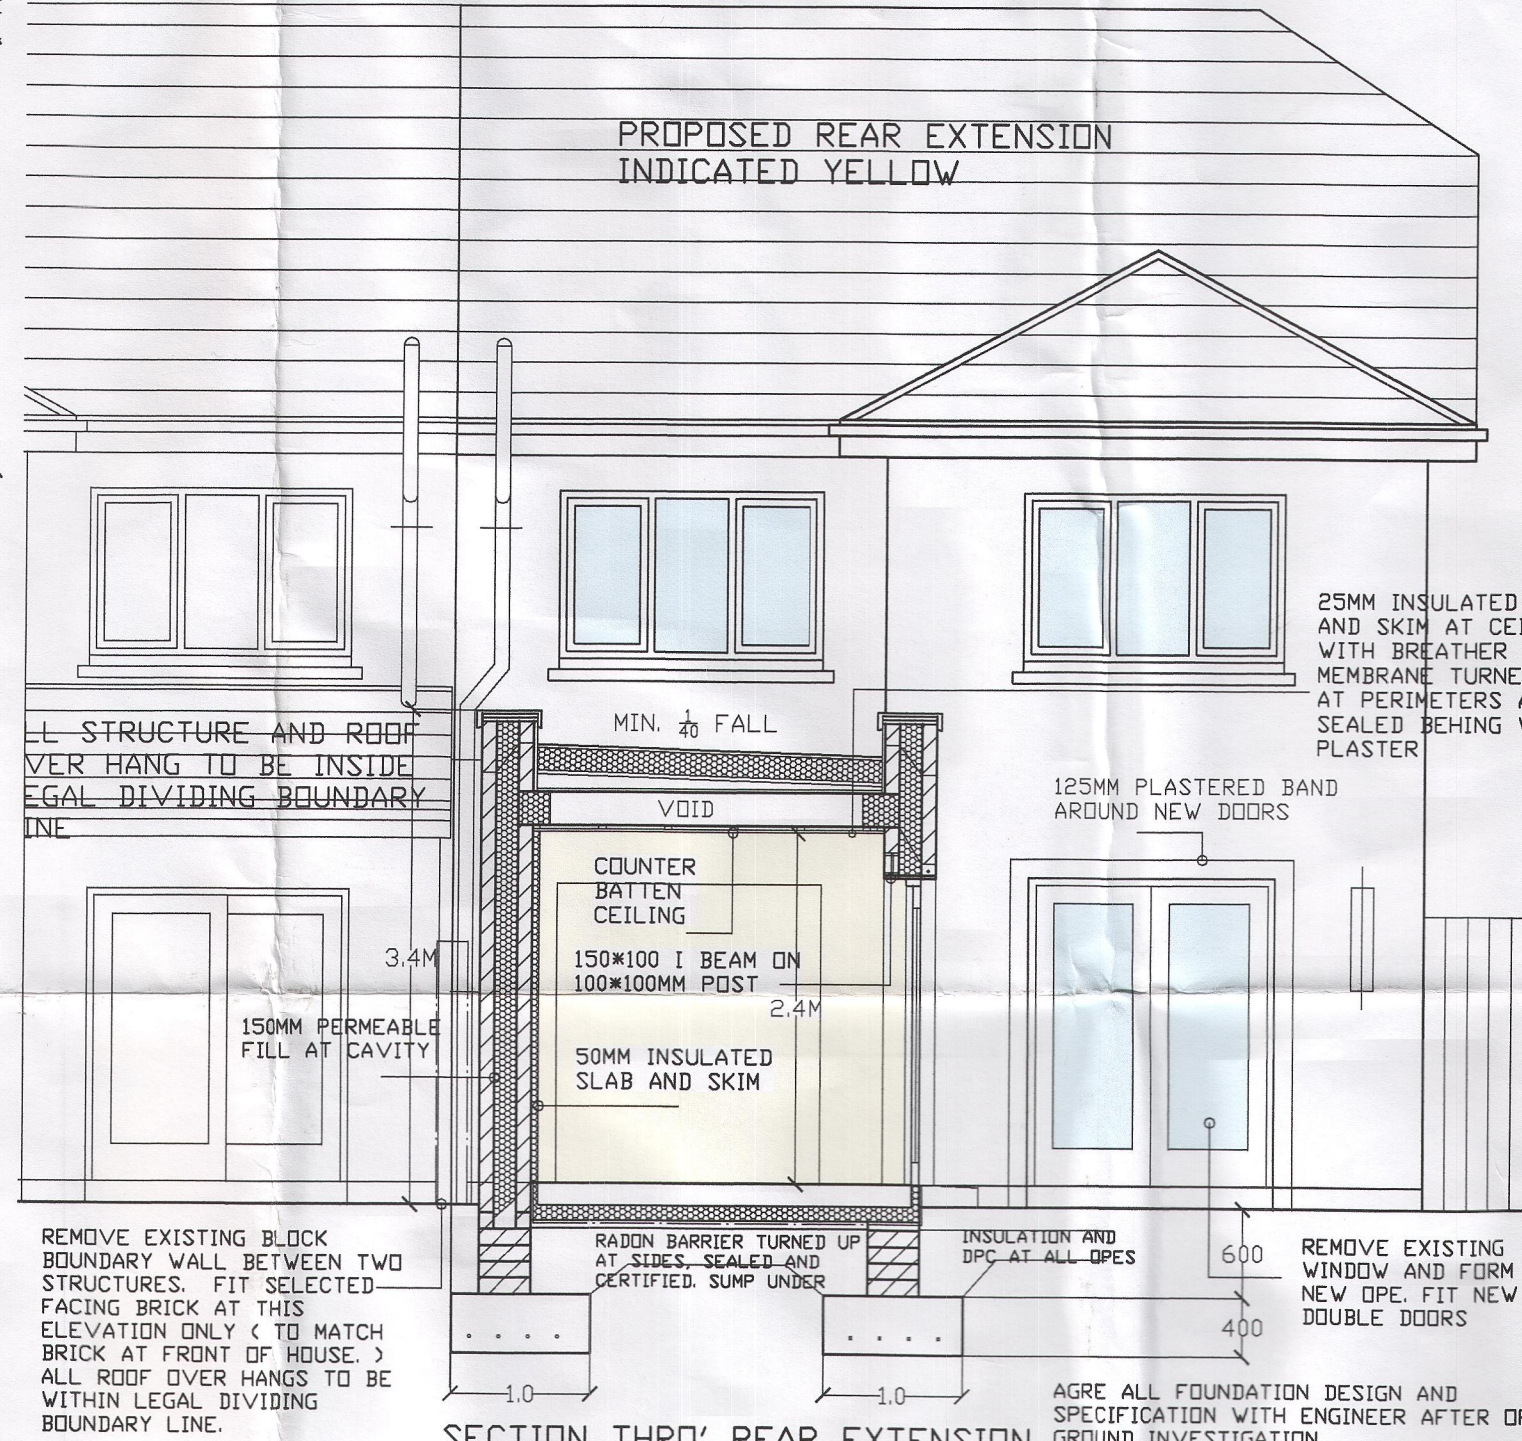 PROPOSED REAR EXTENSION
INDICATED YELLOW
25MM INSULATED
AND SKIM AT
WITH BREATHER
MEMBRANE
AT PERIMETERS
SEALED BEHING
PLASTER
MIN. 1/40 FALL
LL STRUCTURE AND ROOF
VER HANG TO BE INSIDE
EGAL DIVIDING BOUNDARY
INE
VOID
125MM PLASTERED BAND
AROUND NEW DOORS
COUNTER
BATTEN
CEILING
3.4M
150*100 I BEAM ON
100*100MM POST
2.4M
150MM PERMEABLE
FILL AT CAVITY
50MM INSULATED
SLAB AND SKIM
REMOVE EXISTING BLOCK
BOUNDARY WALL BETWEEN TWO
STRUCTURES. FIT SELECTED
FACING BRICK AT THIS
ELEVATION ONLY ( TO MATCH
BRICK AT FRONT OF HOUSE. )
ALL ROOF OVER HANGS TO BE
WITHIN LEGAL DIVIDING
BOUNDARY LINE.
RADON BARRIER TURNED UP
AT SIDES, SEALED AND
CERTIFIED. SUMP UNDER
INSULATION AND
DPC AT ALL OPES
600
400
REMOVE EXISTING
WINDOW AND FORM
NEW OPE. FIT NEW
DOUBLE DOORS
1.0
1.0
AGRE ALL FOUNDATION DESIGN AND
SPECIFICATION WITH ENGINEER AFTER
GROUND INVESTIGATION
SECTION THRO' REAR EXTENSION